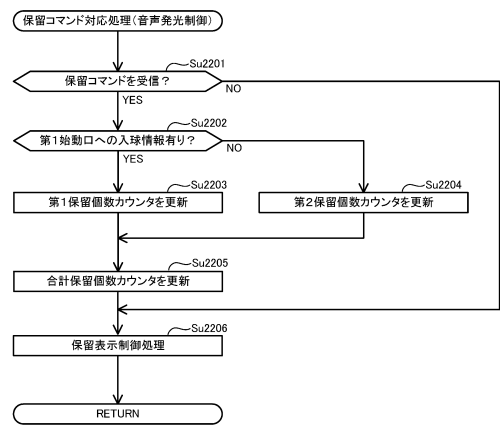 保留コマンド対応処理(音声発光制御)
Su2201
保留コマンドを受信？
NO
YES
Su2202
第1始動口への入球情報有り？
NO
YES
Su2203
第1保留個数カウンタを更新
Su2204
第2保留個数カウンタを更新
Su2205
合計保留個数カウンタを更新
Su2206
保留表示制御処理
RETURN